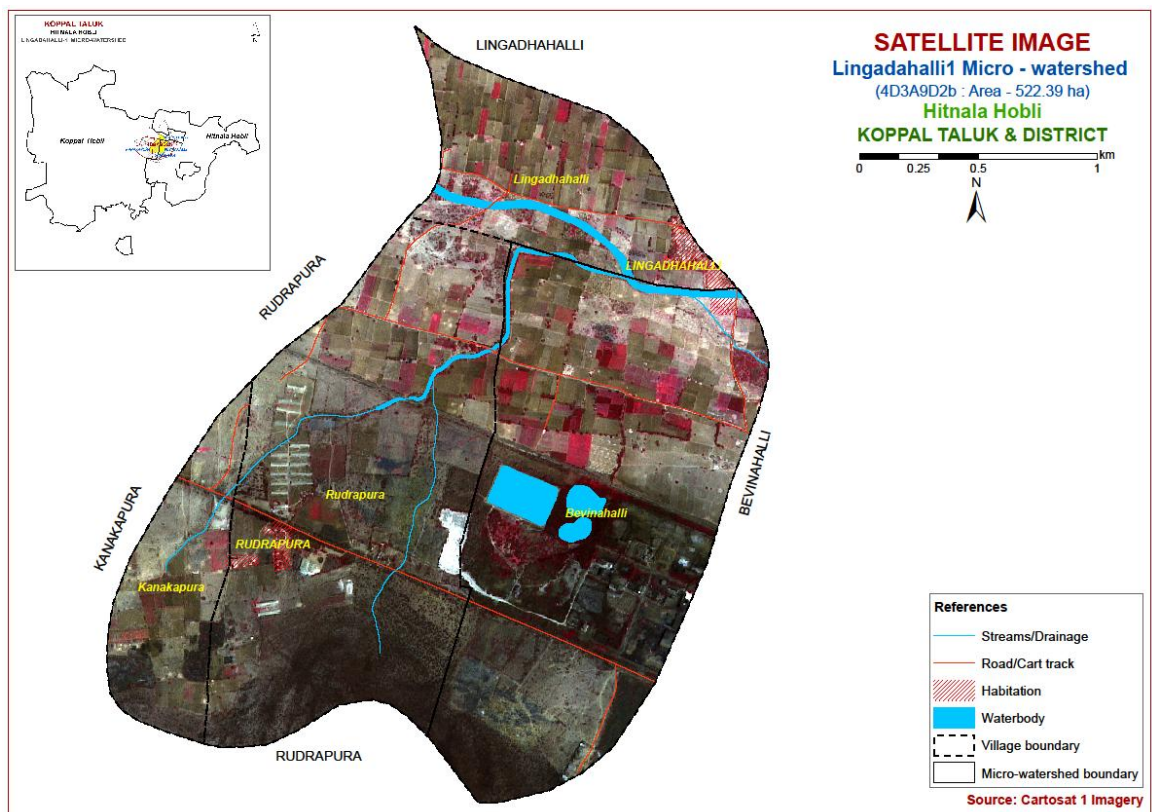 KOPPAL TALUK
HITNALA HOBLI
LINGADAHALLI-1 MICRO-WATERSHED
N
Koppal Hobli
Hitnala Hobli
SATELLITE IMAGE
Lingadahalli1 Micro - watershed
(4D3A9D2b : Area - 522.39 ha)
Hitnala Hobli
KOPPAL TALUK & DISTRICT
km
0 0.25 0.5 1
N
LINGADHAHALLI
Lingadhahalli
LINGADHAHALLI
RUDRAPURA
BEVINAHALLI
Rudrapura
Bevinahalli
KANAKAPURA
RUDRAPURA
Kanakapura
RUDRAPURA
References
Streams/Drainage
Road/Cart track
Habitation
Waterbody
Village boundary
Micro-watershed boundary
Source: Cartosat 1 Imagery